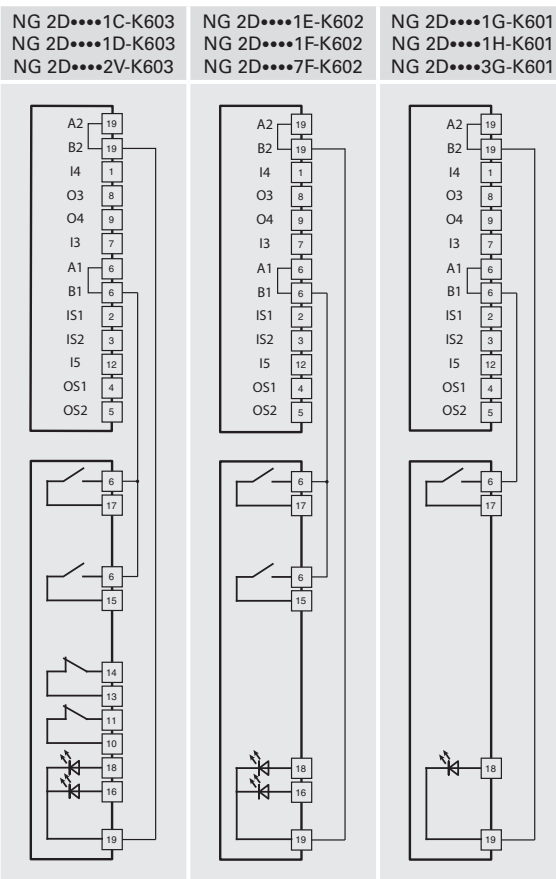 NG 2D••••1C-K603
NG 2D••••1D-K603
NG 2D••••2V-K603
NG 2D••••1E-K602
NG 2D••••1F-K602
NG 2D••••7F-K602
NG 2D••••1G-K601
NG 2D••••1H-K601
NG 2D••••3G-K601
A2 19
B2 19
I4 1
O3 8
O4 9
I3 7
A1 6
B1 6
IS1 2
IS2 3
I5 12
OS1 4
OS2 5
6
17
6
15
14
13
11
10
18
16
19
A2 19
B2 19
I4 1
O3 8
O4 9
I3 7
A1 6
B1 6
IS1 2
IS2 3
I5 12
OS1 4
OS2 5
6
17
6
15
18
16
19
A2 19
B2 19
I4 1
O3 8
O4 9
I3 7
A1 6
B1 6
IS1 2
IS2 3
I5 12
OS1 4
OS2 5
6
17
18
19